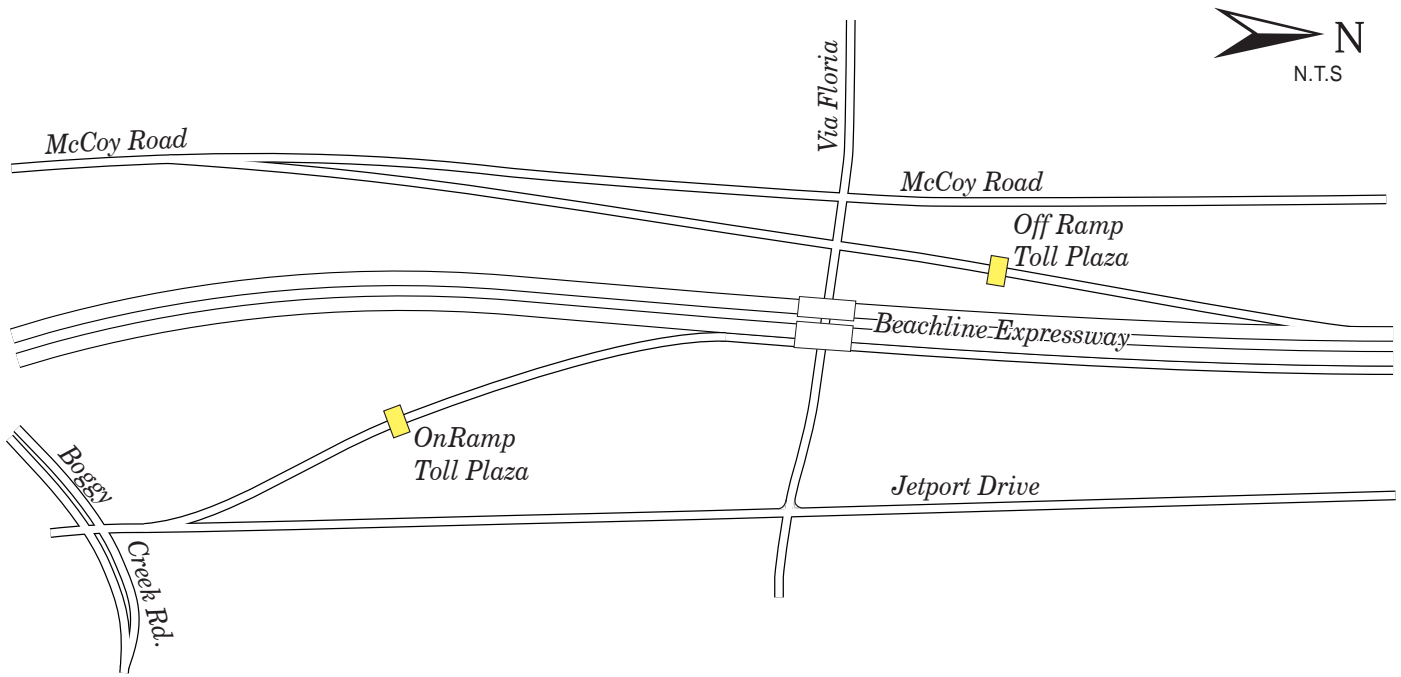 N
N.T.S
Via Floria
McCoy Road
McCoy Road
Off Ramp
Toll Plaza
Beachline Expressway
OnRamp
Toll Plaza
Boggy
Creek Rd.
Jetport Drive